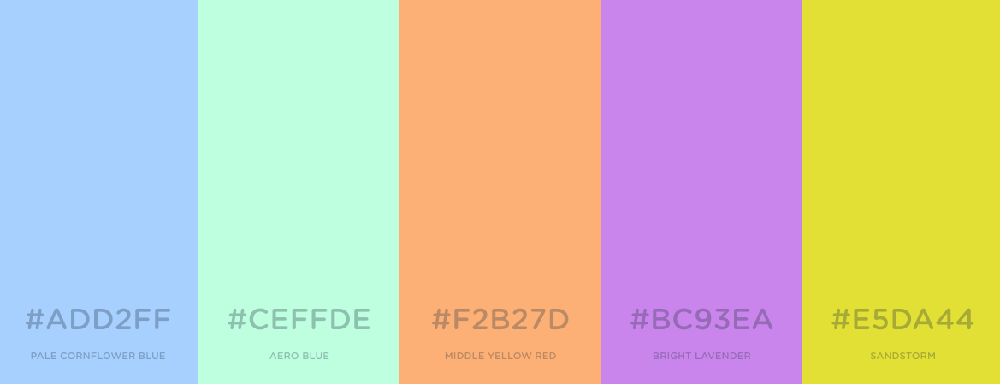 #ADD2FF
PALE CORNFLOWER BLUE
#CEFFDE
AERO BLUE
#F2B27D
MIDDLE YELLOW RED
#BC93EA
BRIGHT LAVENDER
#E5DA44
SANDSTORM